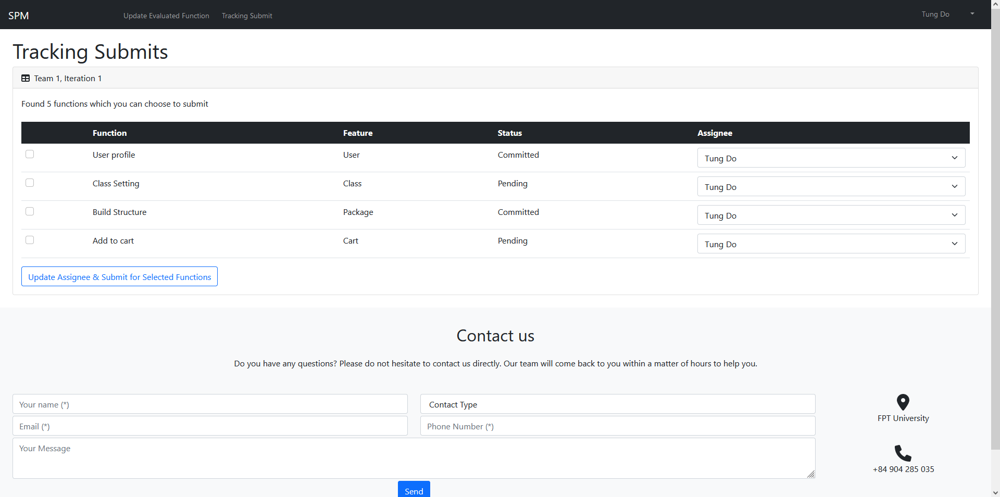 SPM Update Evaluated Function Tracking Submit Tung Do
Tracking Submits
Team 1, Iteration 1
Found 5 functions which you can choose to submit
Function Feature Status Assignee
User profile User Committed Tung Do
Class Setting Class Pending Tung Do
Build Structure Package Committed Tung Do
Add to cart Cart Pending Tung Do
Update Assignee & Submit for Selected Functions
Contact us
Do you have any questions? Please do not hesitate to contact us directly. Our team will come back to you within a matter of hours to help you.
Your name (*) Contact Type
Email (*) Phone Number (*)
Your Message
Send
FPT University
+84 904 285 035